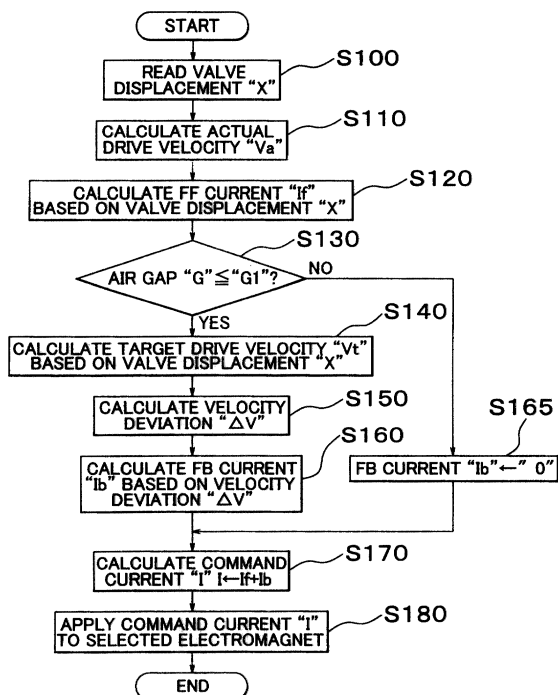 START
S100
READ VALVE
DISPLACEMENT "X"
S110
CALCULATE ACTUAL
DRIVE VELOCITY "Va"
S120
CALCULATE FF CURRENT "If"
BASED ON VALVE DISPLACEMENT "X"
S130
AIR GAP "G"≦"G1"?
NO
YES
S140
CALCULATE TARGET DRIVE VELOCITY "Vt"
BASED ON VALVE DISPLACEMENT "X"
S150
CALCULATE VELOCITY
DEVIATION "△V"
S160
CALCULATE FB CURRENT
"Ib" BASED ON VELOCITY
DEVIATION "△V"
S165
FB CURRENT "Ib"←" 0"
S170
CALCULATE COMMAND
CURRENT "I" I←If+Ib
S180
APPLY COMMAND CURRENT "I"
TO SELECTED ELECTROMAGNET
END